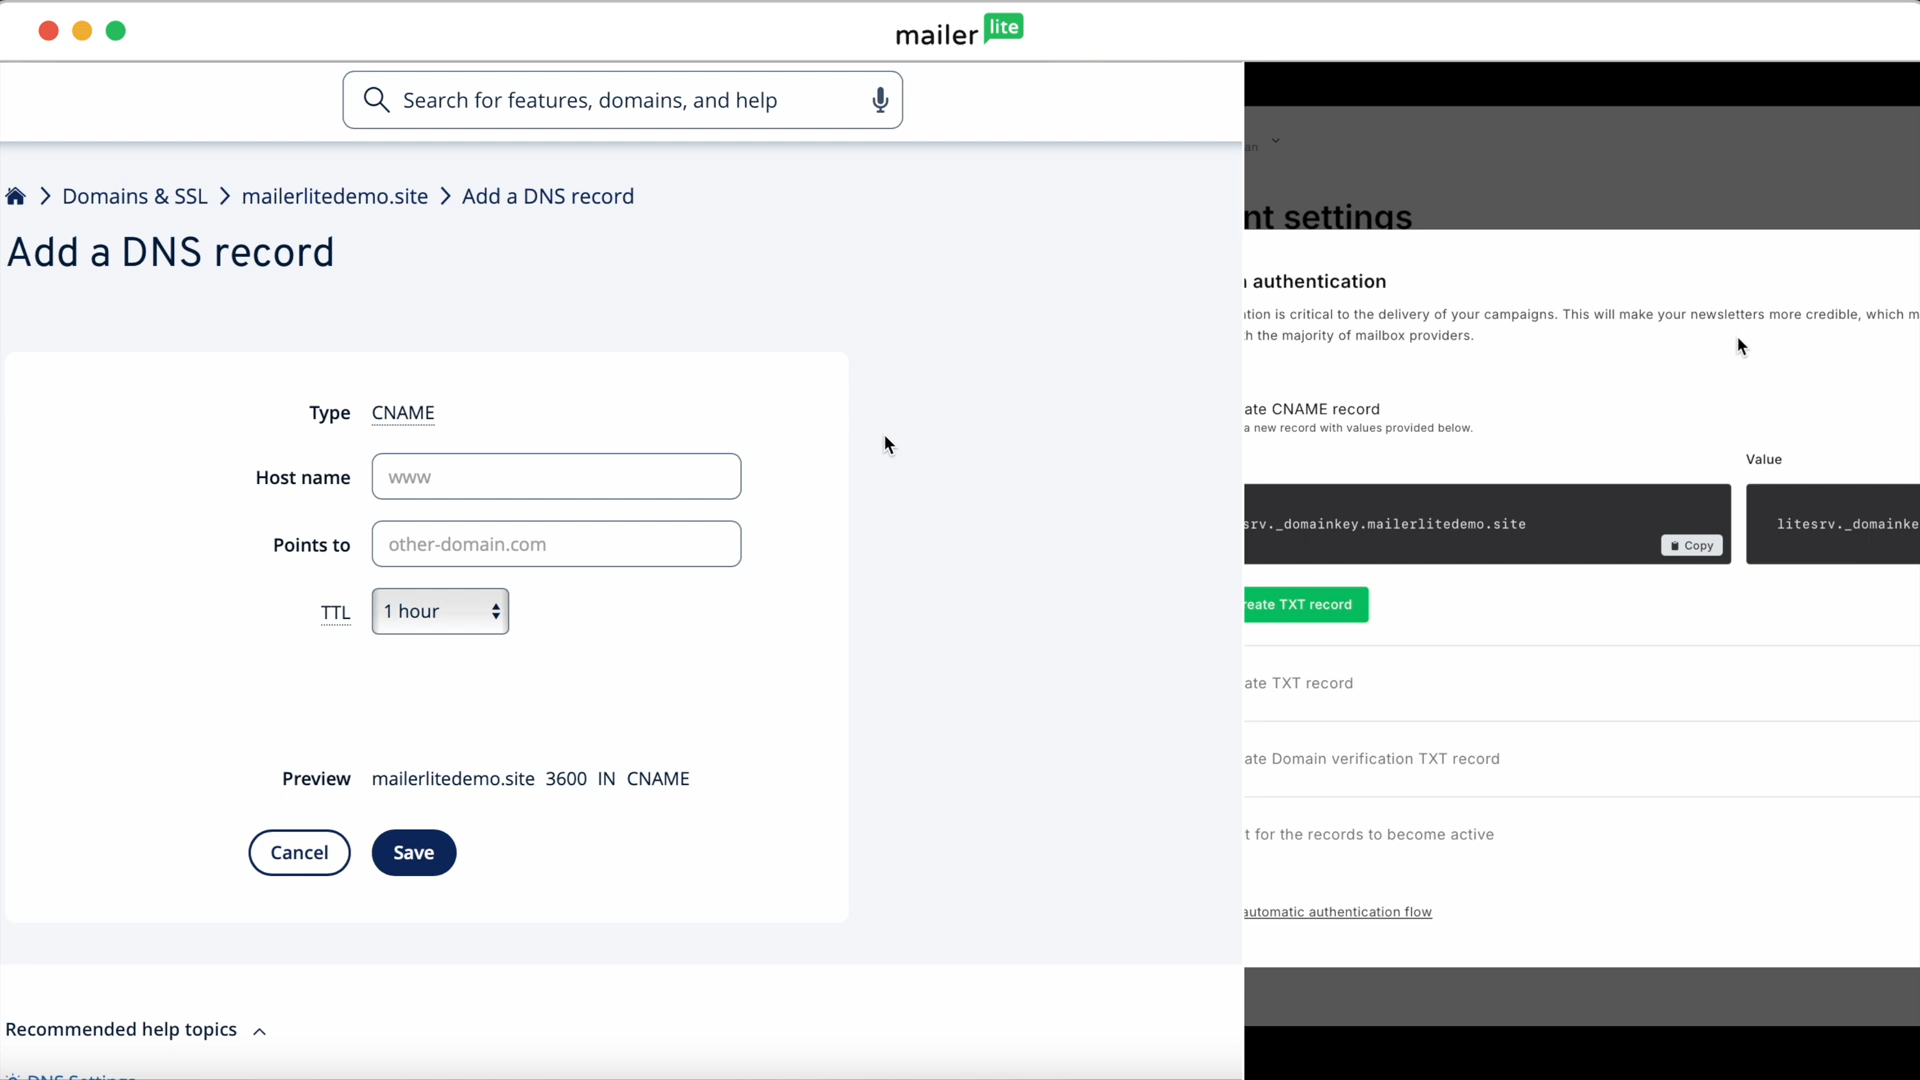 mailer lite
Search for features, domains, and help
Domains & SSL mailerlitedemo.site Add a DNS record
Add a DNS record
Type CNAME
Host name www
Points to other-domain.com
TTL 1 hour
Preview mailerlitedemo.site 3600 IN CNAME
Cancel Save
Recommended help topics
DNS Settings
an
nt settings
authentication
tion is critical to the delivery of your campaigns. This will make your newsletters more credible, which m
h the majority of mailbox providers.
ate CNAME record
a new record with values provided below.
Value
srv._domainkey.mailerlitedemo.site
Copy
litesrv._domainke
reate TXT record
ate TXT record
ate Domain verification TXT record
t for the records to become active
automatic authentication flow